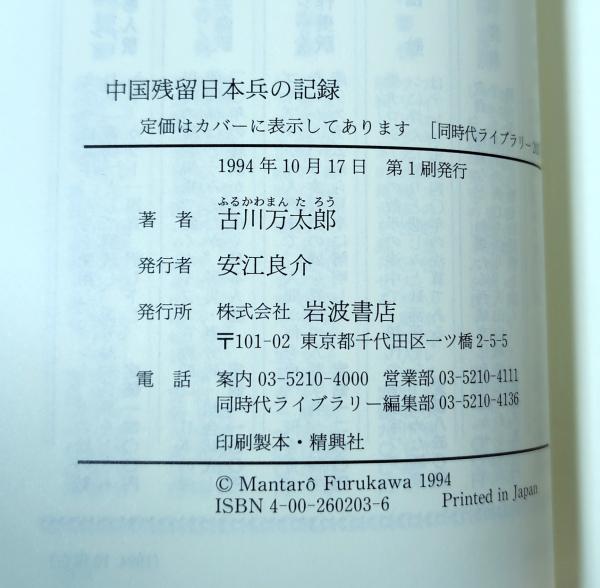 中国残留日本兵の記録
定価はカバーに表示してあります ［同時代ライブラリー
1994年10月17日 第1刷発行
ふるかわまん た ろう
著 者 古川万太郎
発行者 安江良介
発行所 株式会社 岩波書店
〒101-02 東京都千代田区一ツ橋2-5-5
電 話 案内 03-5210-4000 営業部 03-5210-4111
同時代ライブラリー編集部 03-5210-4136
印刷製本・精興社
© Mantarô Furukawa 1994
ISBN 4-00-260203-6 Printed in Japan